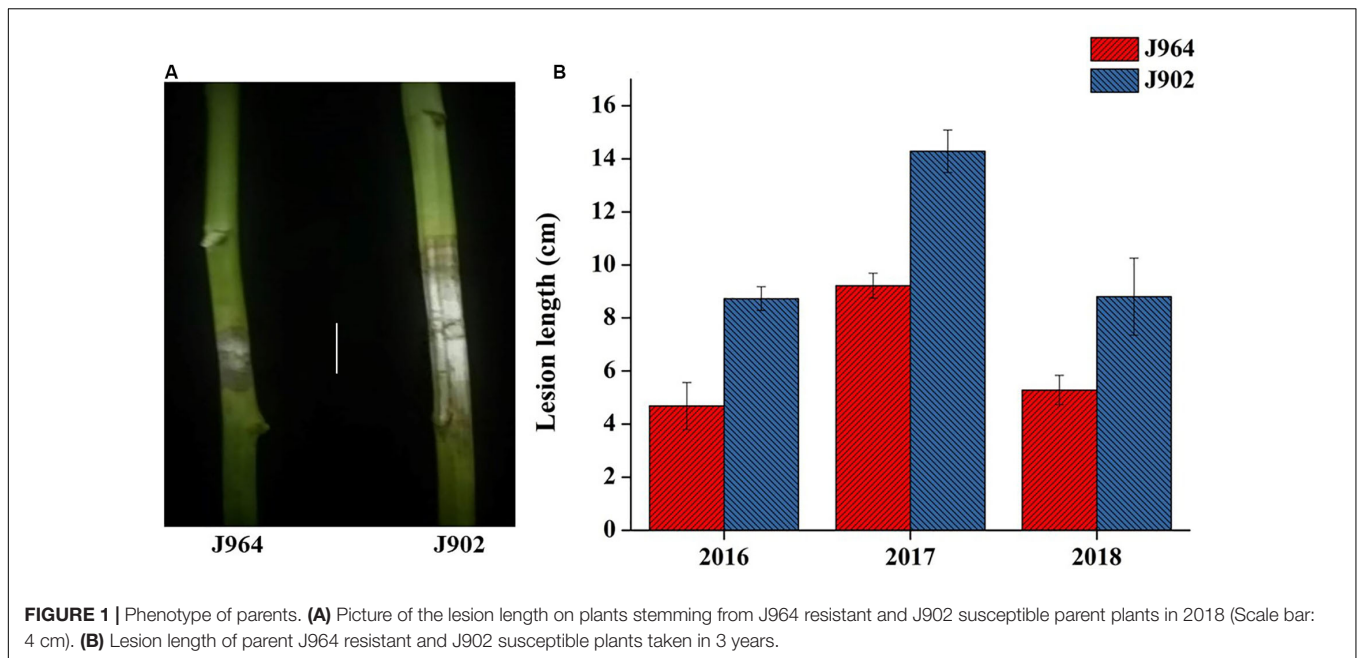 A
J964
J902
B
J964
J902
Lesion length (cm)
16
14
12
10
8
6
4
2
0
2016
2017
2018
FIGURE 1 | Phenotype of parents. (A) Picture of the lesion length on plants stemming from J964 resistant and J902 susceptible parent plants in 2018 (Scale bar:
4 cm). (B) Lesion length of parent J964 resistant and J902 susceptible plants taken in 3 years.